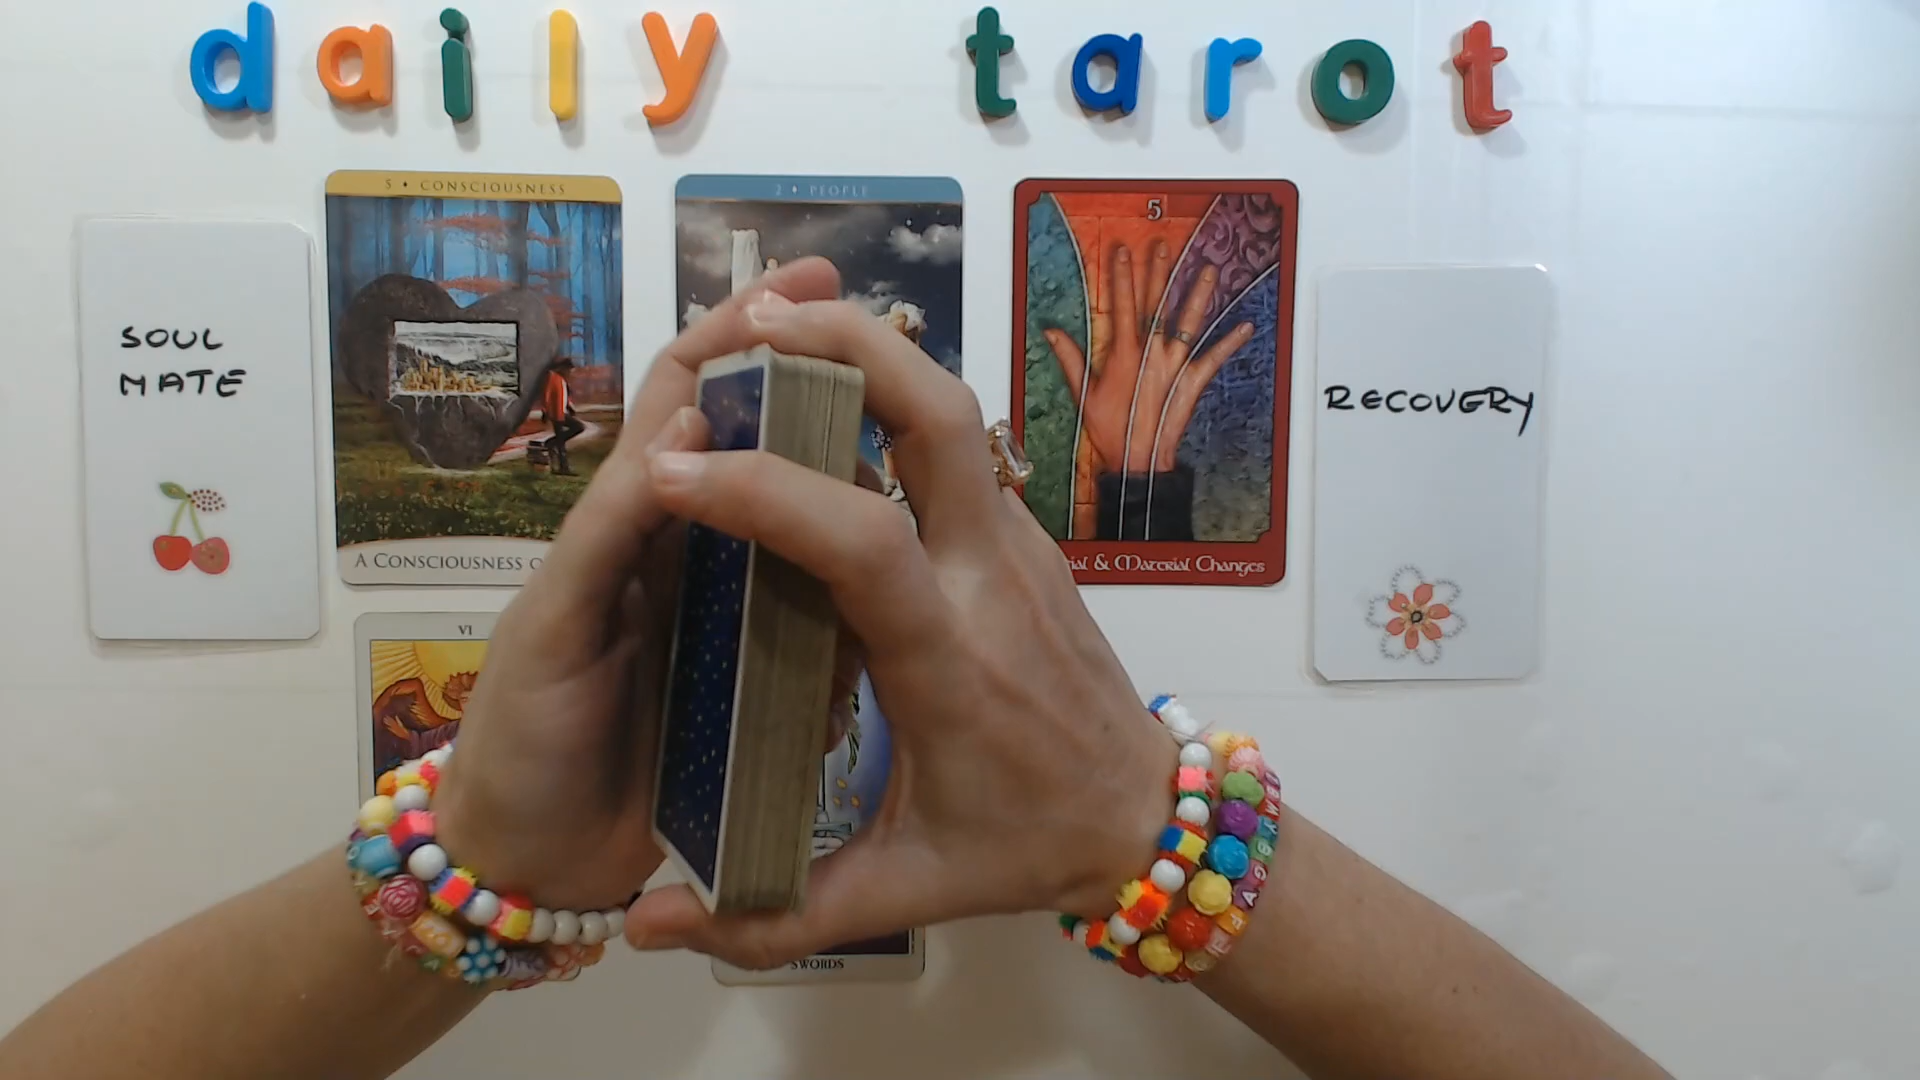 daily tarot
5 • CONSCIOUSNESS
2 • PEOPLE
5
SOUL
MATE
RECOVERY
A CONSCIOUSNESS
& Material Changes
VI
SWORDS